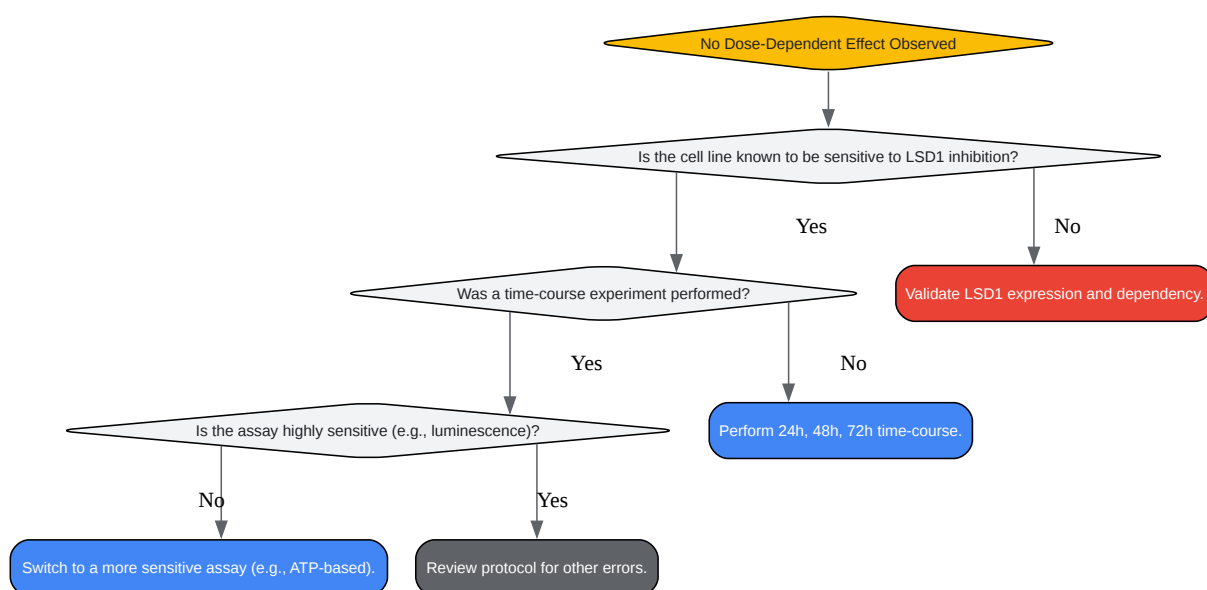 No Dose-Dependent Effect Observed
Is the cell line known to be sensitive to LSD1 inhibition?
Yes
No
Was a time-course experiment performed?
Validate LSD1 expression and dependency.
Yes
No
Is the assay highly sensitive (e.g., luminescence)?
Perform 24h, 48h, 72h time-course.
No
Yes
Switch to a more sensitive assay (e.g., ATP-based).
Review protocol for other errors.